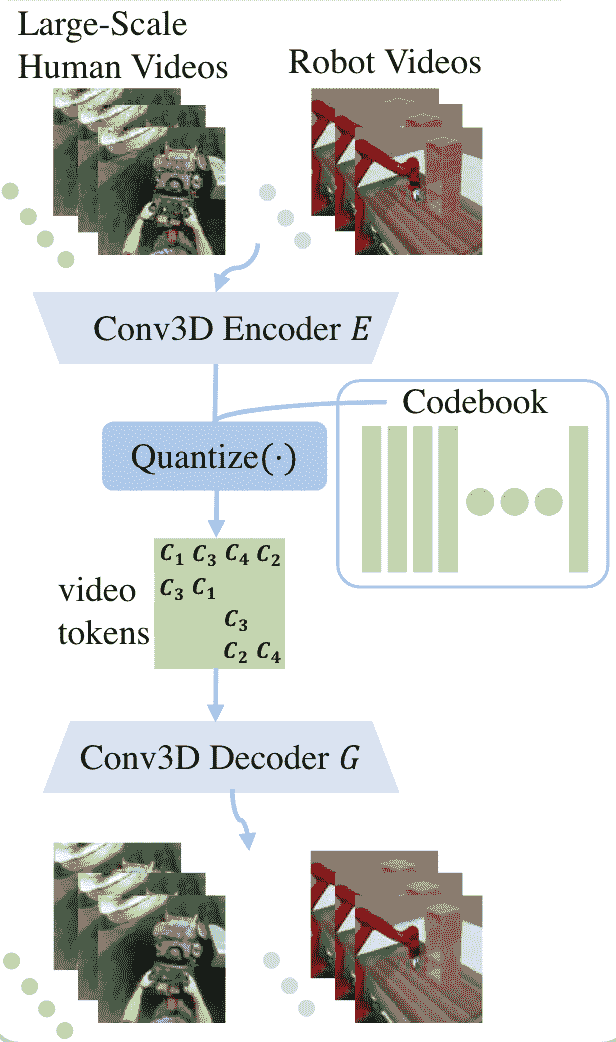 Large-Scale
Human Videos
Robot Videos
Conv3D Encoder E
Codebook
Quantize(·)
video
tokens
C₁ C₃ C₄ C₂
C₃ C₁
C₃
C₂ C₄
Conv3D Decoder G